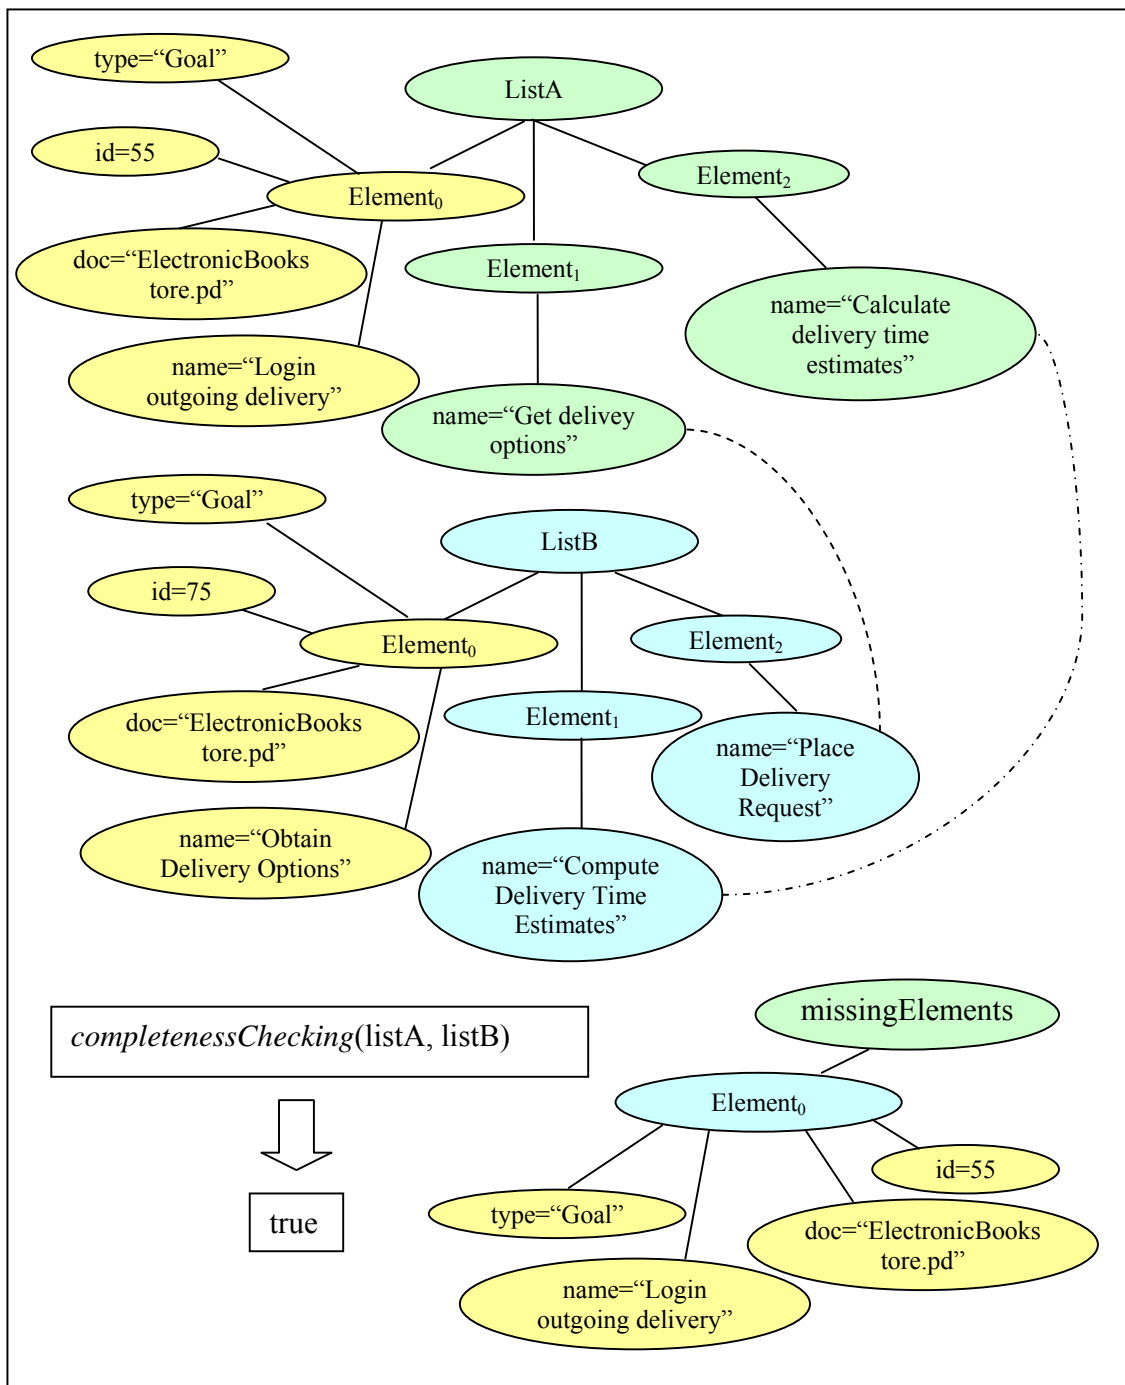 type=“Goal”
ListA
id=55
Element₂
Element₀
doc=“ElectronicBooks
tore.pd”
Element₁
name=“Calculate
delivery time
estimates”
name=“Login
outgoing delivery”
name=“Get delivey
options”
type=“Goal”
ListB
id=75
Element₀
Element₂
doc=“ElectronicBooks
tore.pd”
Element₁
name=“Place
Delivery
Request”
name=“Obtain
Delivery Options”
name=“Compute
Delivery Time
Estimates”
completenessChecking(listA, listB)
missingElements
Element₀
id=55
true
type=“Goal”
doc=“ElectronicBooks
tore.pd”
name=“Login
outgoing delivery”